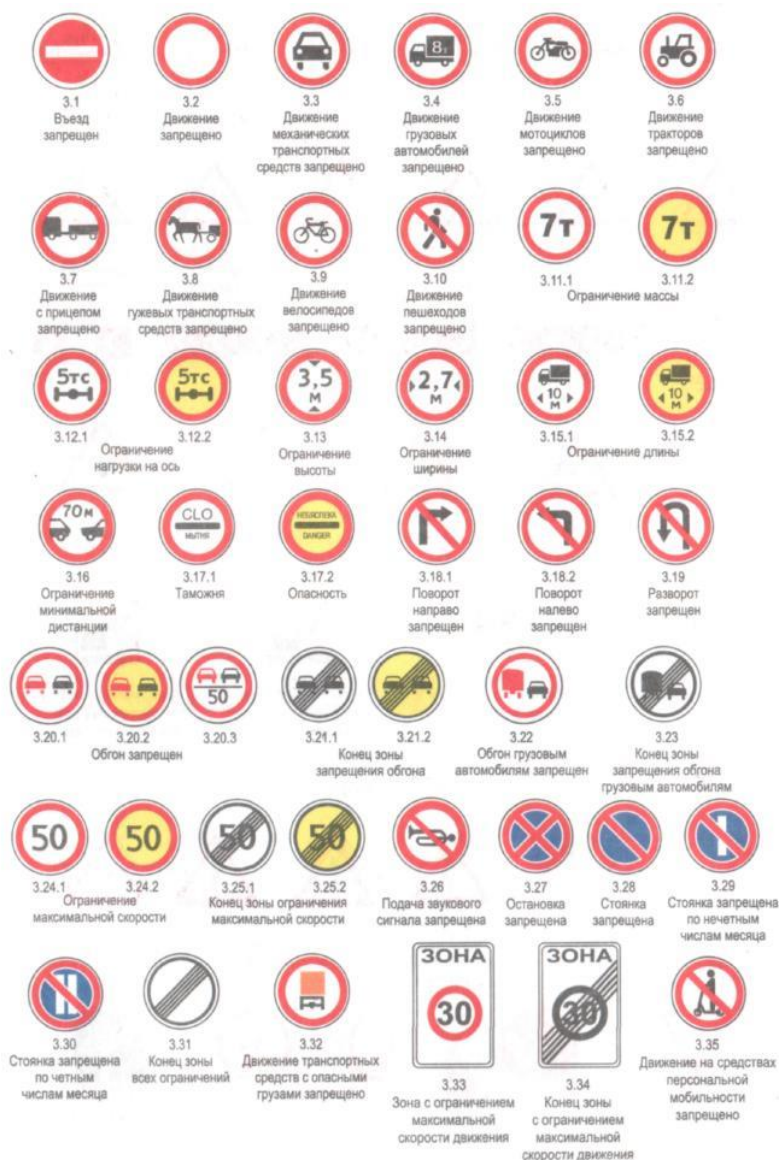 8т
3.1
Въезд
запрещен
3.2
Движение
запрещено
3.3
Движение
механических
транспортных
средств запрещено
3.4
Движение
грузовых
автомобилей
запрещено
3.5
Движение
мотоциклов
запрещено
3.6
Движение
тракторов
запрещено
3.7
Движение
с прицепом
запрещено
3.8
Движение
гужевых транспортных
средств запрещено
3.9
Движение
велосипедов
запрещено
3.10
Движение
пешеходов
запрещено
7т
3.11.1
7т
3.11.2
Ограничение массы
5тс
3.12.1
5тс
3.12.2
Ограничение
нагрузки на ось
3,5
м
3.13
Ограничение
высоты
2,7
м
3.14
Ограничение
ширины
10
м
3.15.1
10
м
3.15.2
Ограничение длины
70м
3.16
Ограничение
минимальной
дистанции
CLO
МЫТНЯ
3.17.1
Таможня
НЕБЯСПЕКА
DANGER
3.17.2
Опасность
3.18.1
Поворот
направо
запрещен
3.18.2
Поворот
налево
запрещен
3.19
Разворот
запрещен
3.20.1
3.20.2
50
3.20.3
Обгон запрещен
3.21.1
3.21.2
Конец зоны
запрещения обгона
3.22
Обгон грузовым
автомобилям запрещен
3.23
Конец зоны
запрещения обгона
грузовым автомобилям
50
3.24.1
50
3.24.2
Ограничение
максимальной скорости
50
3.25.1
50
3.25.2
Конец зоны ограничения
максимальной скорости
3.26
Подача звукового
сигнала запрещена
3.27
Остановка
запрещена
3.28
Стоянка
запрещена
3.29
Стоянка запрещена
по нечетным
числам месяца
3.30
Стоянка запрещена
по четным
числам месяца
3.31
Конец зоны
всех ограничений
3.32
Движение транспортных
средств с опасными
грузами запрещено
ЗОНА
30
3.33
Зона с ограничением
максимальной
скорости движения
ЗОНА
30
3.34
Конец зоны
с ограничением
максимальной
скорости движения
3.35
Движение на средствах
персональной
мобильности
запрещено